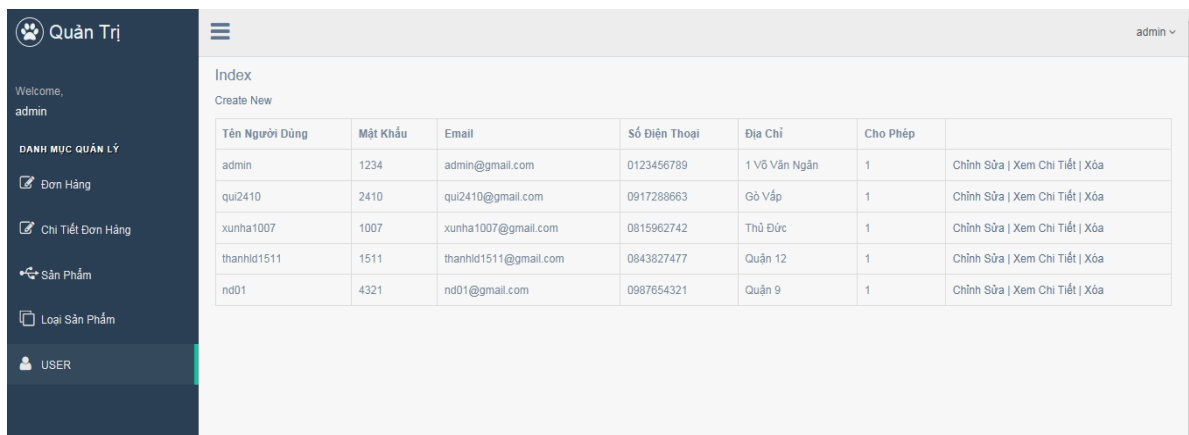 Quản Trị
admin
Welcome,
admin
DANH MỤC QUẢN LÝ
Đơn Hàng
Chi Tiết Đơn Hàng
Sản Phẩm
Loại Sản Phẩm
USER
Index
Create New
Tên Người Dùng Mật Khẩu Email Số Điện Thoại Địa Chỉ Cho Phép
admin 1234 admin@gmail.com 0123456789 1 Võ Văn Ngân 1 Chỉnh Sửa | Xem Chi Tiết | Xóa
qui2410 2410 qui2410@gmail.com 0917288663 Gò Vấp 1 Chỉnh Sửa | Xem Chi Tiết | Xóa
xunha1007 1007 xunha1007@gmail.com 0815962742 Thủ Đức 1 Chỉnh Sửa | Xem Chi Tiết | Xóa
thanhld1511 1511 thanhld1511@gmail.com 0843827477 Quận 12 1 Chỉnh Sửa | Xem Chi Tiết | Xóa
nd01 4321 nd01@gmail.com 0987654321 Quận 9 1 Chỉnh Sửa | Xem Chi Tiết | Xóa